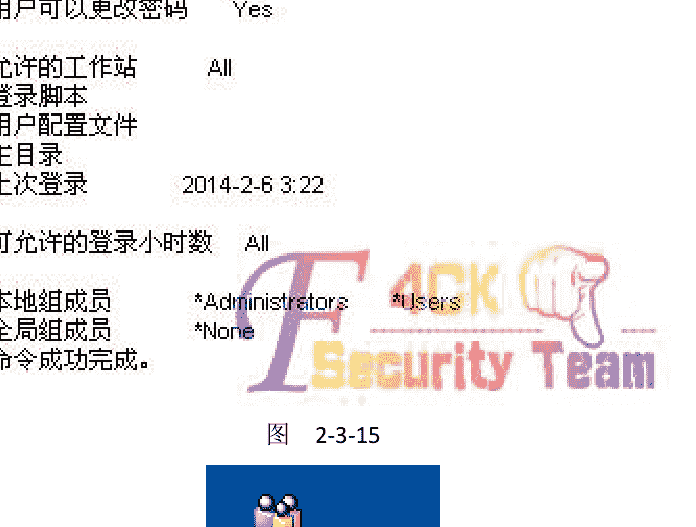 用户可以更改密码 Yes
允许的工作站 All
登录脚本
用户配置文件
主目录
上次登录 2014-2-6 3:22
可允许的登录小时数 All
本地组成员 *Administrators *Users
全局组成员 *None
命令成功完成。
F4CK
Security Team
图 2-3-15